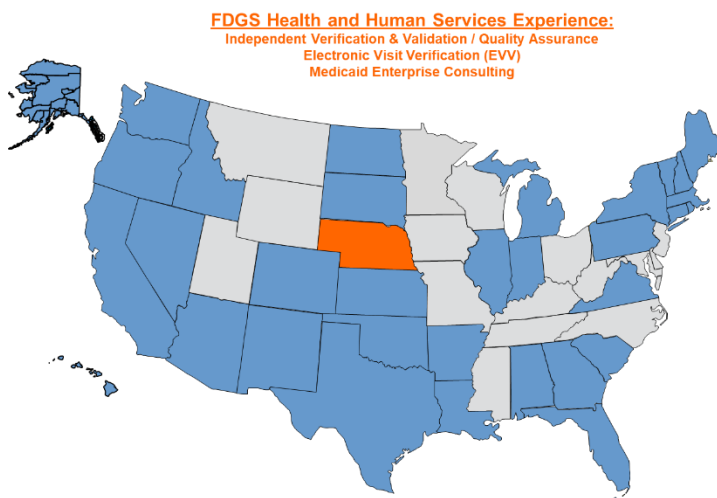 FDGS Health and Human Services Experience:
Independent Verification & Validation / Quality Assurance
Electronic Visit Verification (EVV)
Medicaid Enterprise Consulting